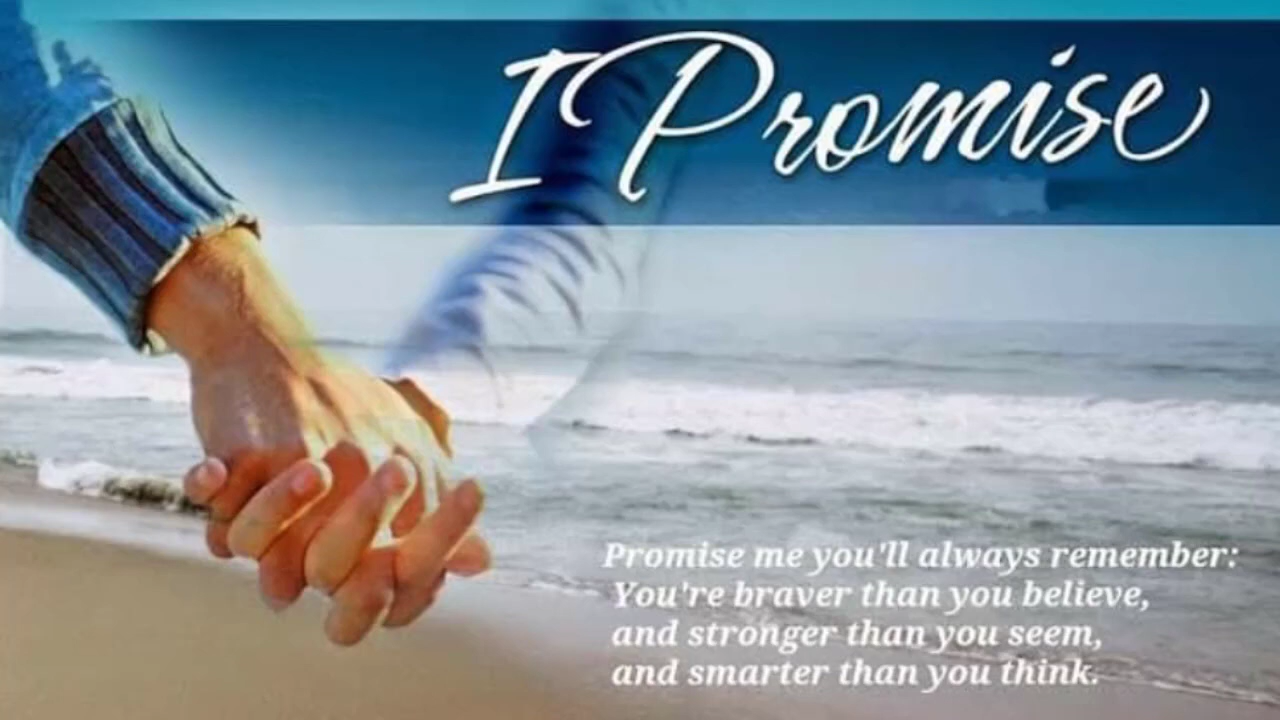 I Promise
Promise me you'll always remember:
You're braver than you believe,
and stronger than you seem,
and smarter than you think.